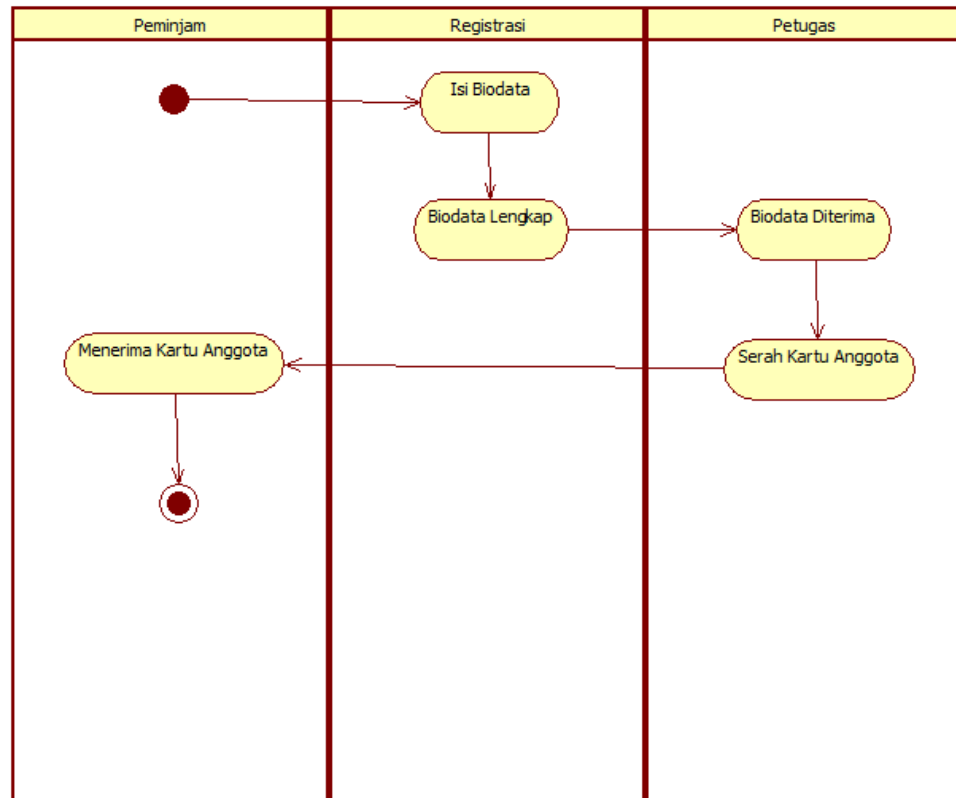 Peminjam
Registrasi
Petugas
Isi Biodata
Biodata Lengkap
Biodata Diterima
Menerima Kartu Anggota
Serah Kartu Anggota